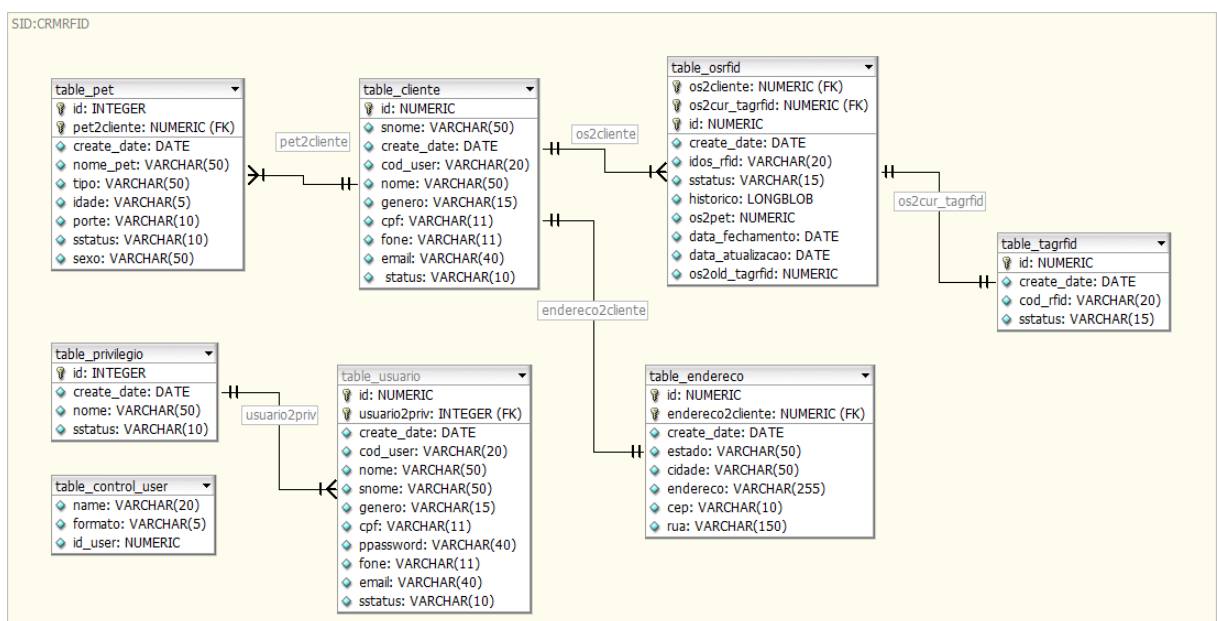 SID:CRMRFID
table_pet
id: INTEGER
pet2cliente: NUMERIC (FK)
create_date: DATE
nome_pet: VARCHAR(50)
tipo: VARCHAR(50)
idade: VARCHAR(5)
porte: VARCHAR(10)
sstatus: VARCHAR(10)
sexo: VARCHAR(50)
pet2cliente
table_cliente
id: NUMERIC
snome: VARCHAR(50)
create_date: DATE
cod_user: VARCHAR(20)
nome: VARCHAR(50)
genero: VARCHAR(15)
cpf: VARCHAR(11)
fone: VARCHAR(11)
email: VARCHAR(40)
status: VARCHAR(10)
os2cliente
table_osrfid
os2cliente: NUMERIC (FK)
os2cur_tagrfid: NUMERIC (FK)
id: NUMERIC
create_date: DATE
idos_rfid: VARCHAR(20)
sstatus: VARCHAR(15)
historico: LONGBLOB
os2pet: NUMERIC
data_fechamento: DATE
data_atualizacao: DATE
os2old_tagrfid: NUMERIC
os2cur_tagrfid
table_tagrfid
id: NUMERIC
create_date: DATE
cod_rfid: VARCHAR(20)
sstatus: VARCHAR(15)
endereco2cliente
table_privilegio
id: INTEGER
create_date: DATE
nome: VARCHAR(50)
sstatus: VARCHAR(10)
usuario2priv
table_usuario
id: NUMERIC
usuario2priv: INTEGER (FK)
create_date: DATE
cod_user: VARCHAR(20)
nome: VARCHAR(50)
snome: VARCHAR(50)
genero: VARCHAR(15)
cpf: VARCHAR(11)
ppassword: VARCHAR(40)
fone: VARCHAR(11)
email: VARCHAR(40)
sstatus: VARCHAR(10)
table_endereco
id: NUMERIC
endereco2cliente: NUMERIC (FK)
create_date: DATE
estado: VARCHAR(50)
cidade: VARCHAR(50)
endereco: VARCHAR(255)
cep: VARCHAR(10)
rua: VARCHAR(150)
table_control_user
name: VARCHAR(20)
formato: VARCHAR(5)
id_user: NUMERIC